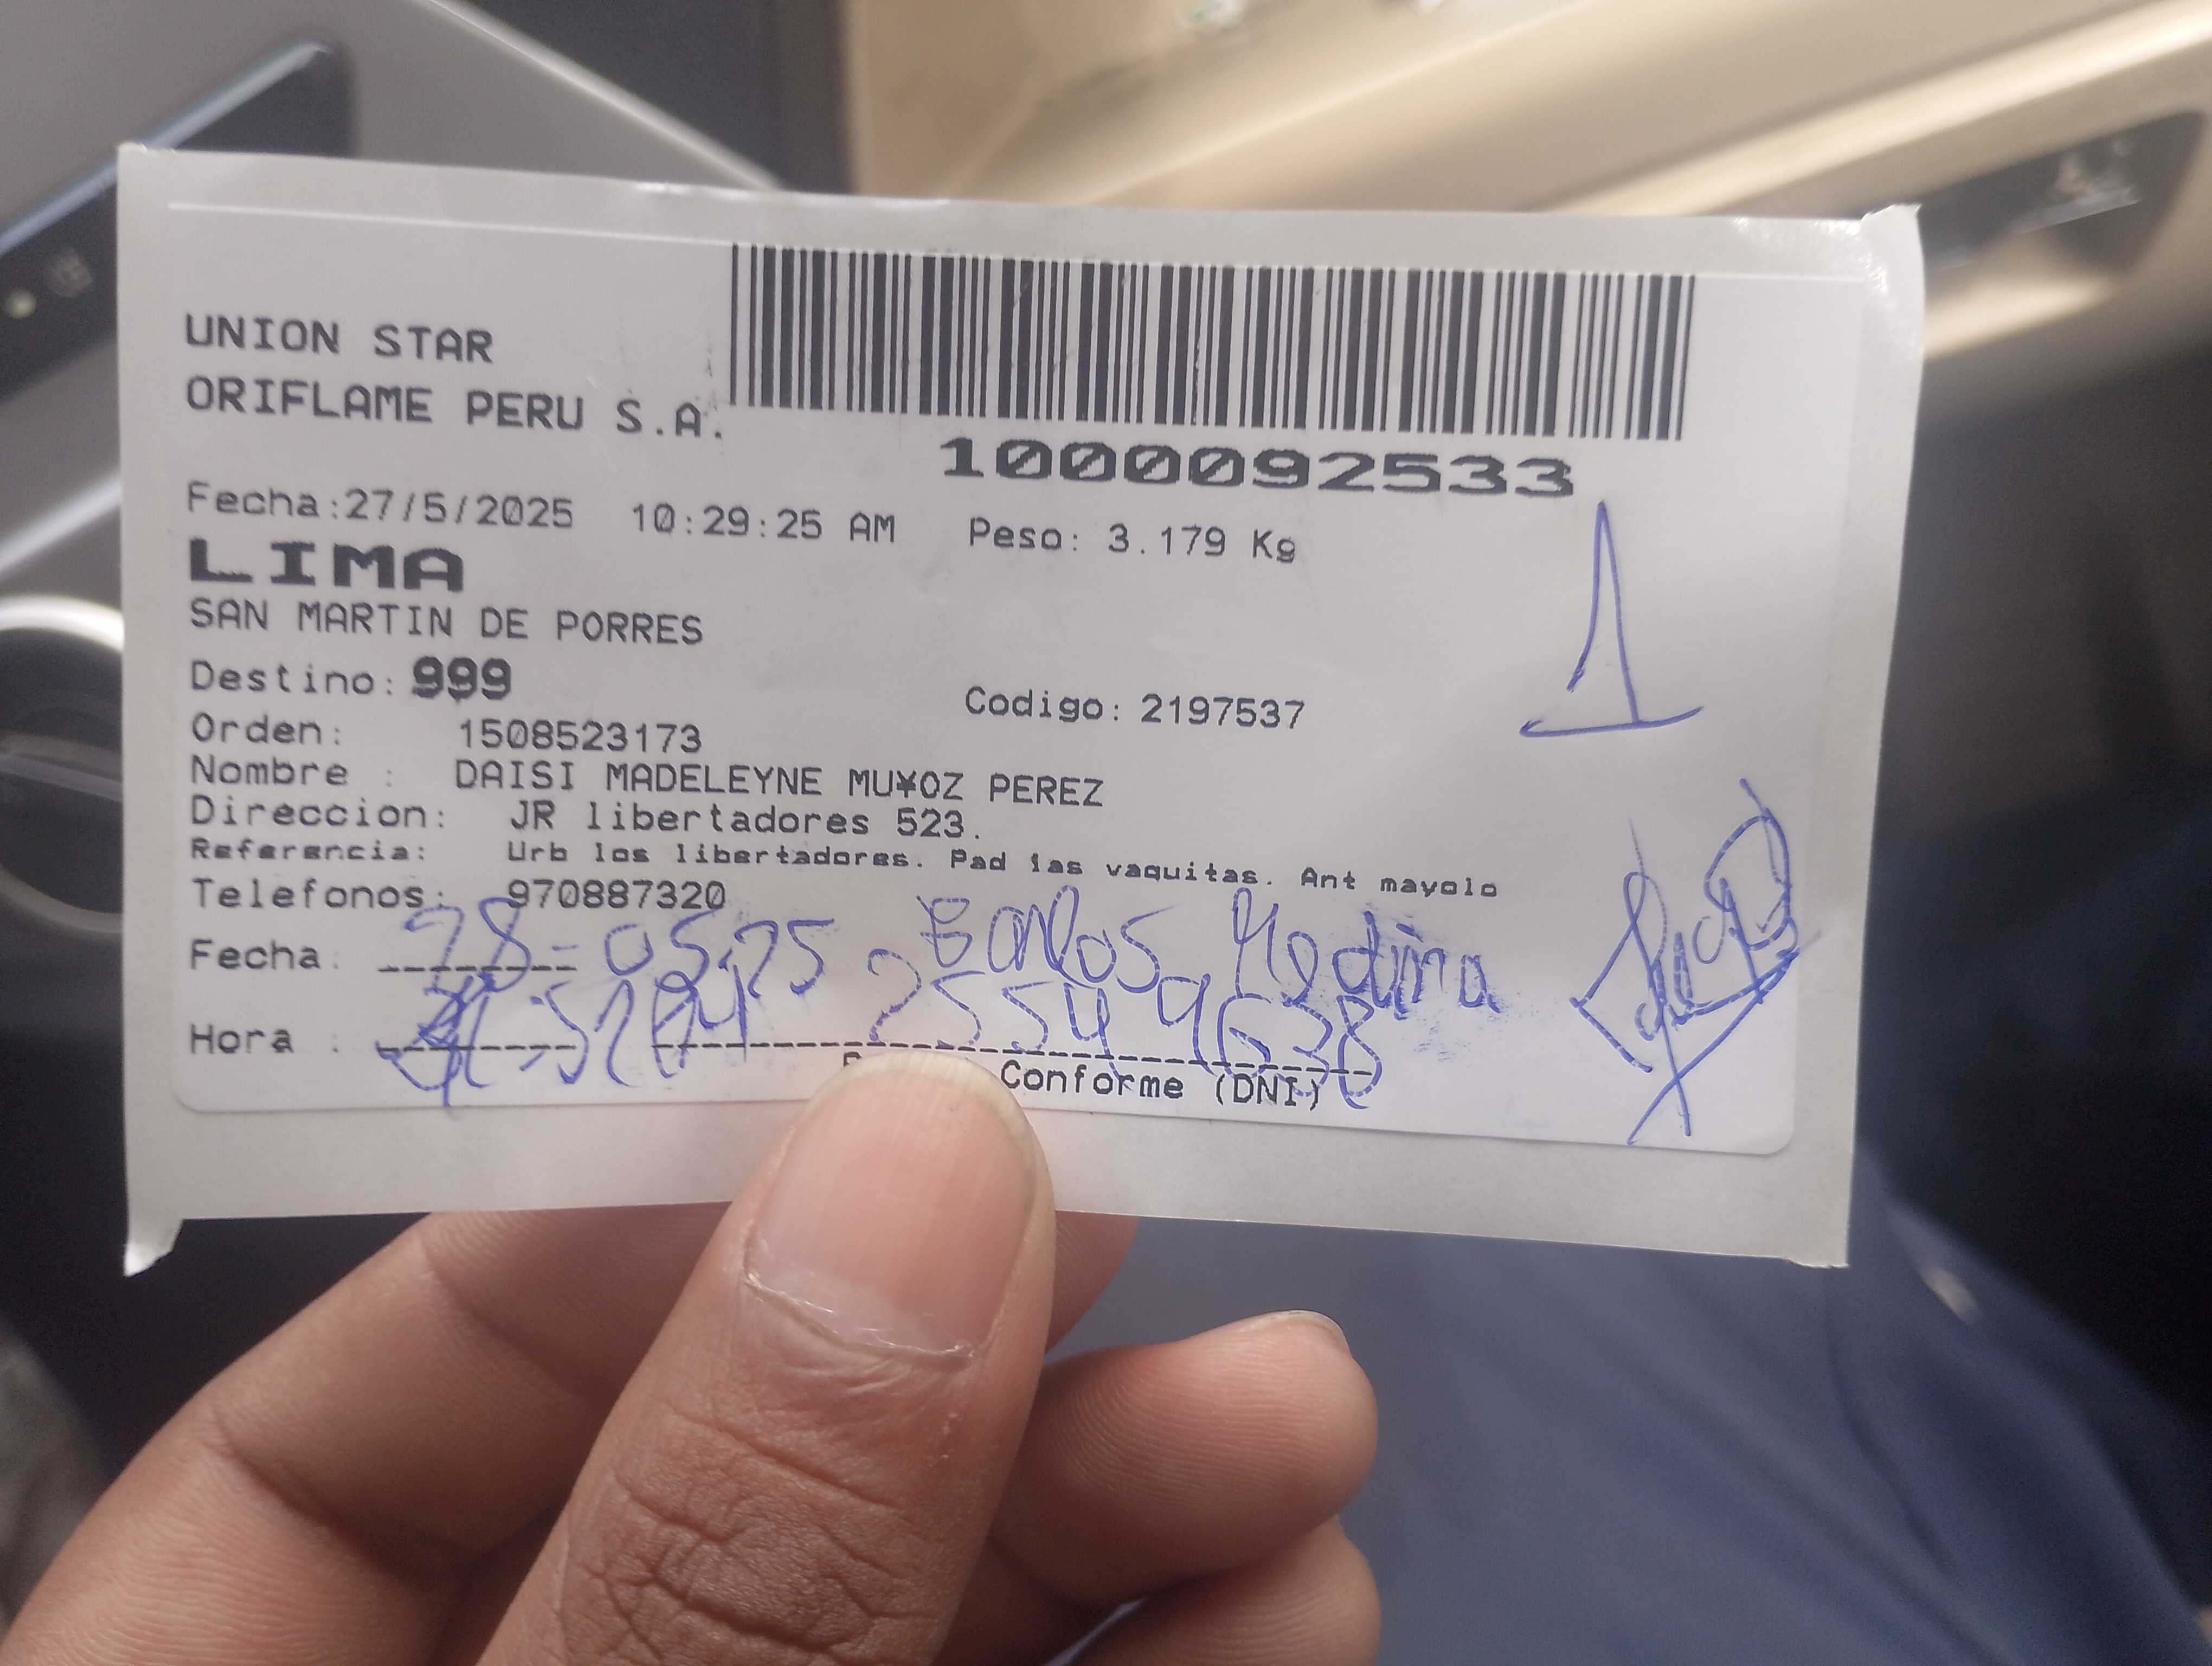 UNION STAR
ORIFLAME PERU S.A.
1000092533
Fecha:27/5/2025 10:29:25 AM Peso: 3.179 Kg
1
LIMA
SAN MARTIN DE PORRES
Destino: 999
Codigo: 2197537
Orden: 1508523173
Nombre : DAISI MADELEYNE MU¥OZ PEREZ
Direccion: JR libertadores 523.
Referencia: Urb los libertadores. Pad las vaquitas. Ant mayolo
Telefonos: 970887320
Fecha: 28-05-25 Carlos Medina
Hora : 25549638
Conforme (DNI)